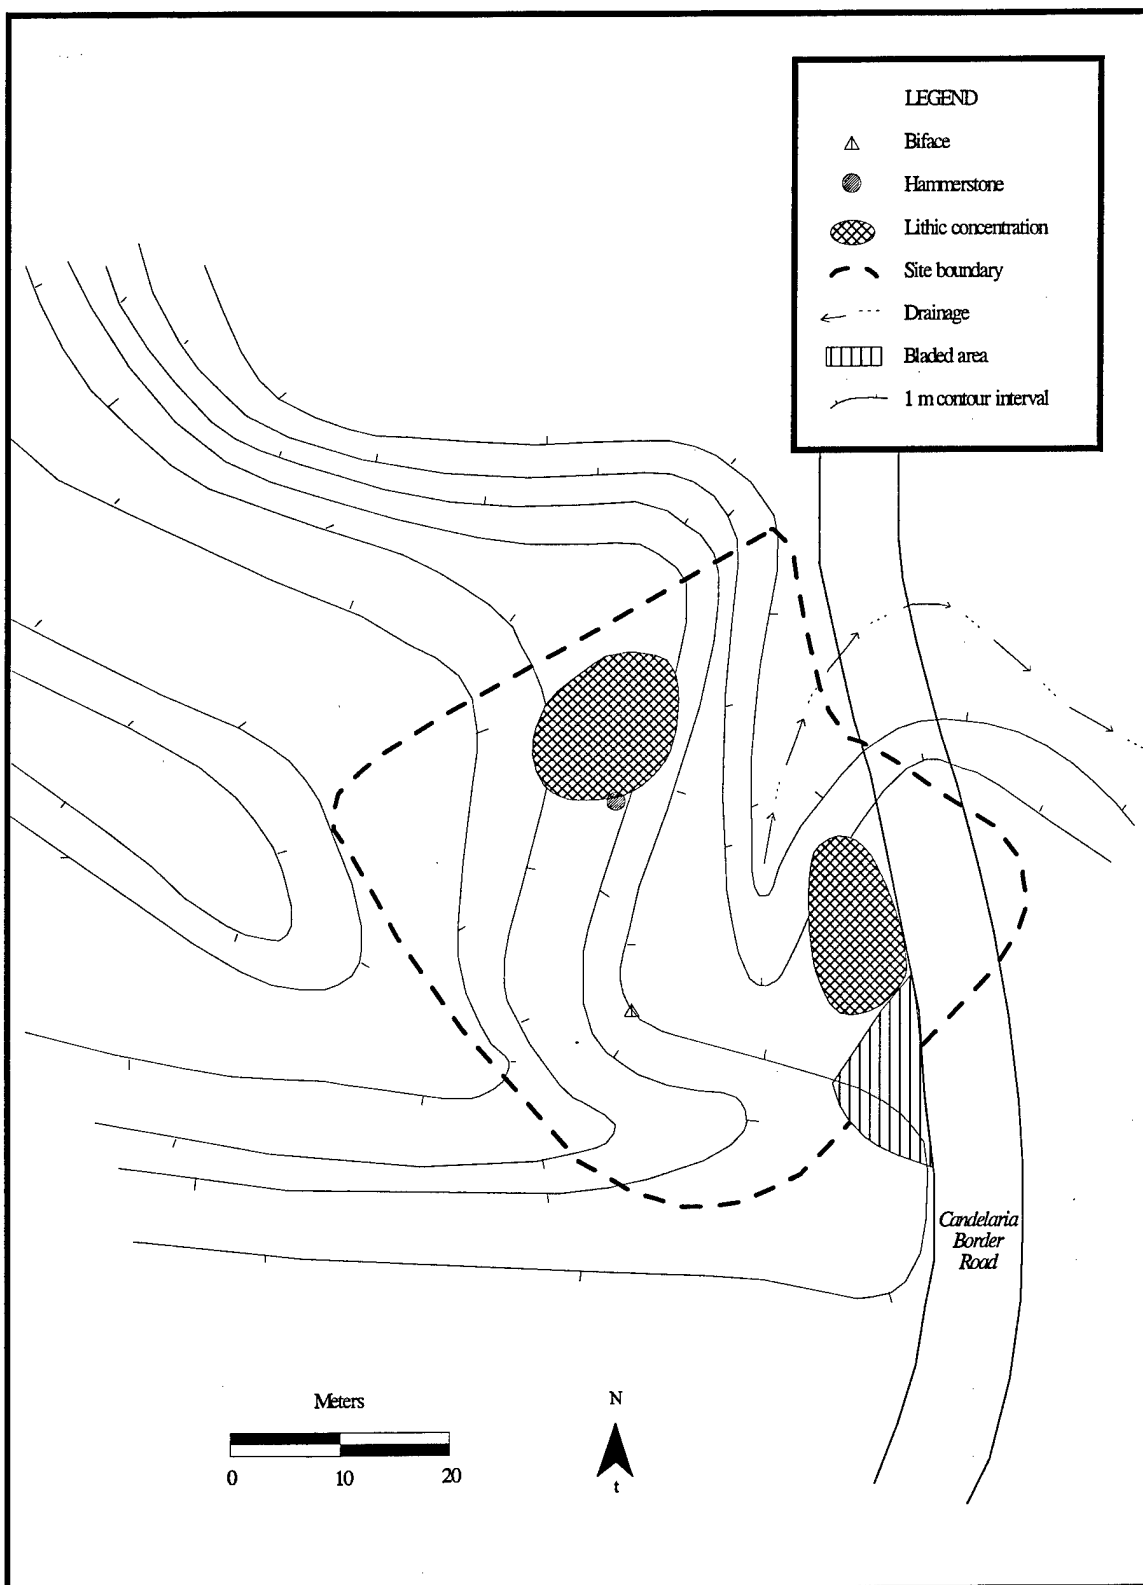 LEGEND
Biface
Hammerstone
Lithic concentration
Site boundary
Drainage
Bladed area
1 m contour interval
Candelaria
Border
Road
Meters
0 10 20
N
t